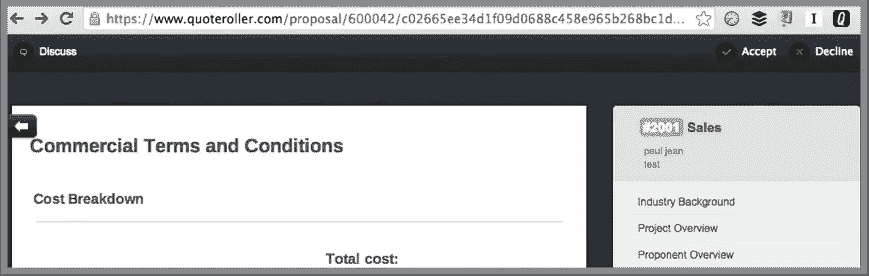 https://www.quoteroller.com/proposal/600042/c02665ee34d1f09d0688c458e965b268bc1d...
Discuss
Accept
Decline
Commercial Terms and Conditions
Cost Breakdown
Total cost:
#2001 Sales
paul jean
test
Industry Background
Project Overview
Proponent Overview